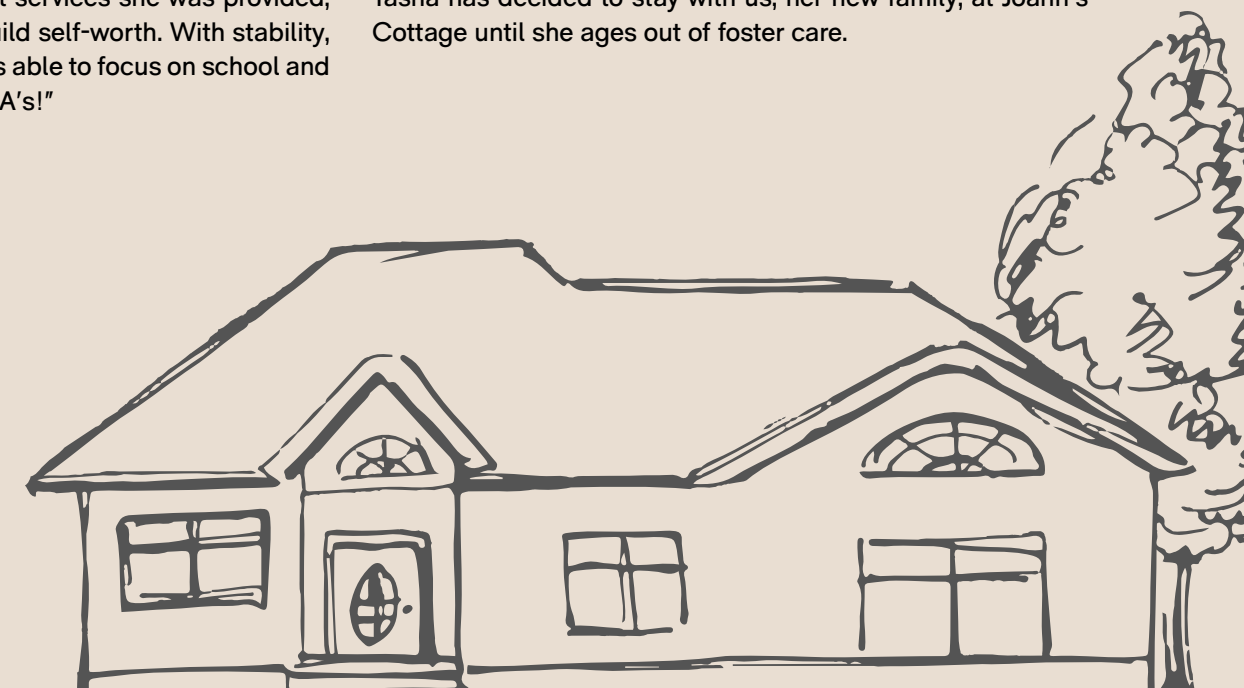 services she was provided,
self-worth. With stability,
able to focus on school and
A's!"
Tasha has decided to stay with us, her new family, at Joann's
Cottage until she ages out of foster care.